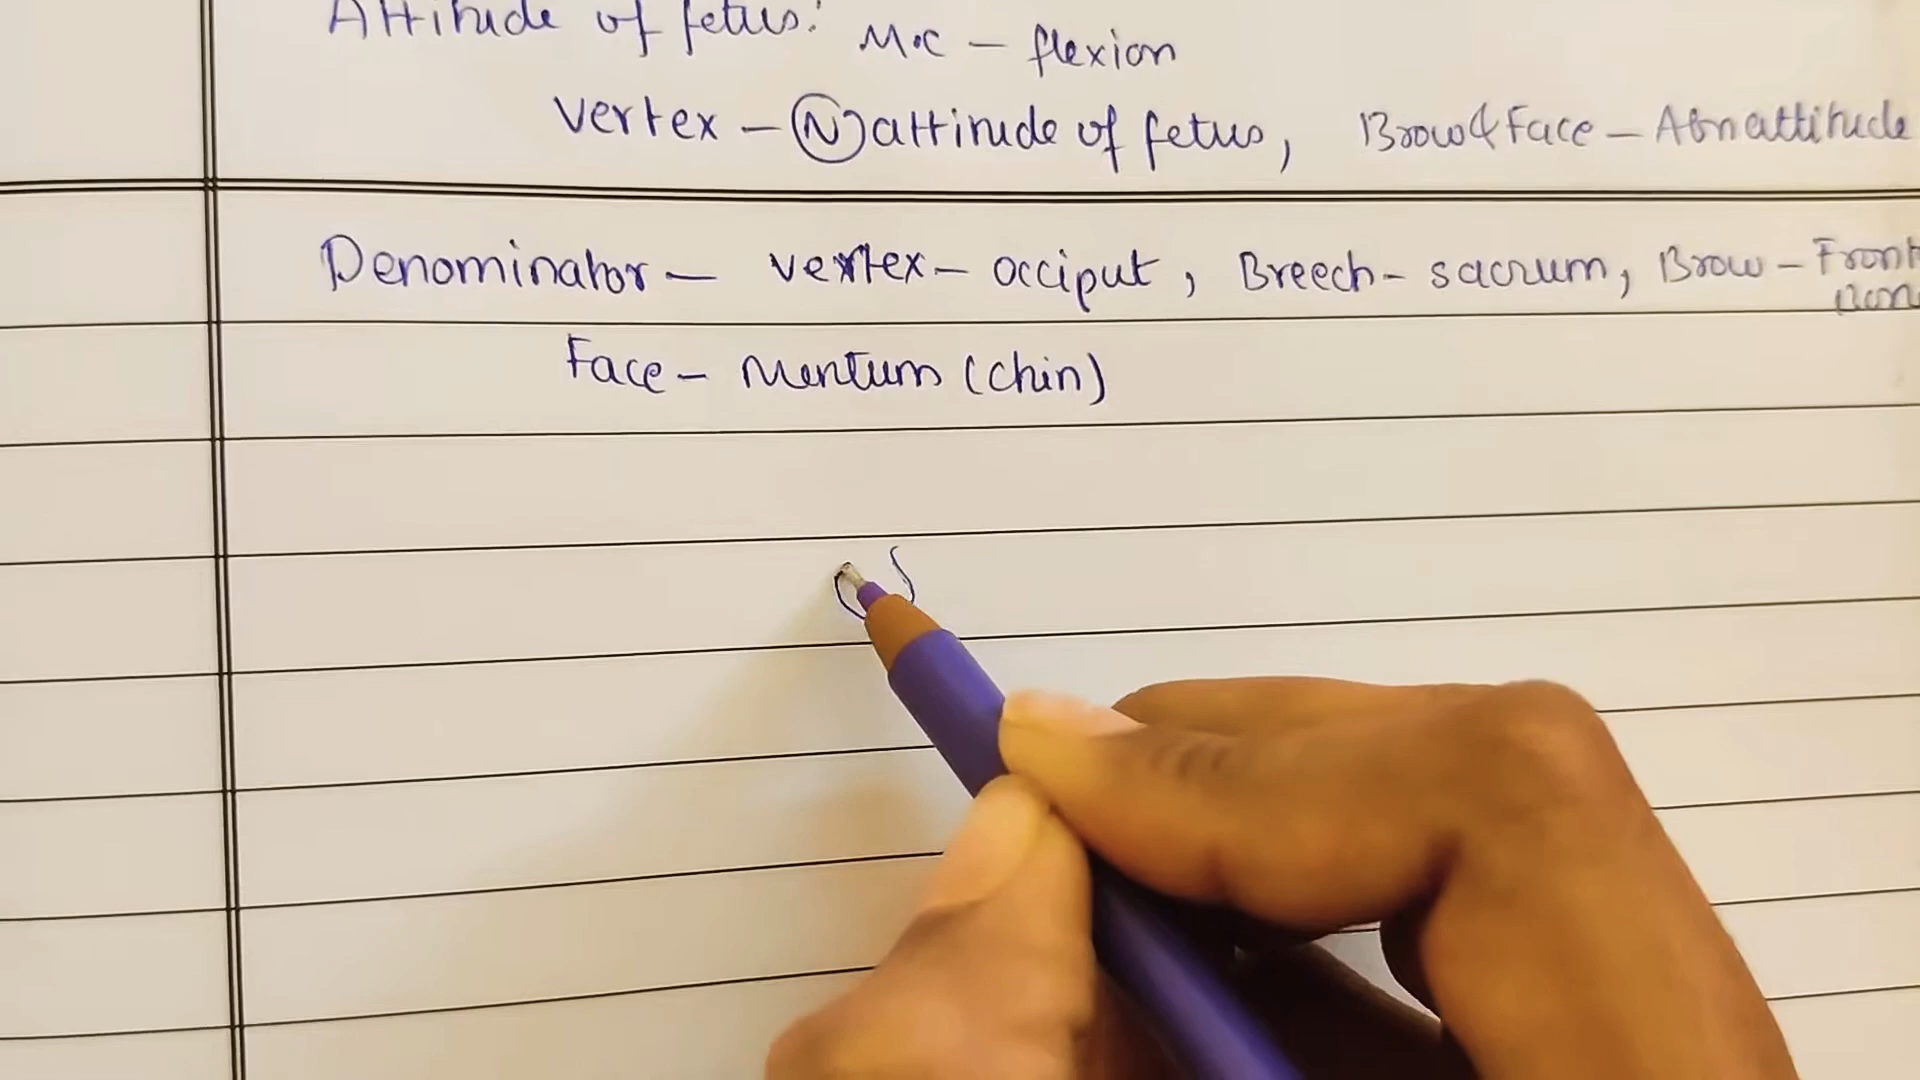 Attitude of fetus: M.C - flexion
Vertex - (N) attitude of fetus, Brow & Face - Abn attitude
Denominator - vertex - occiput, Breech - sacrum, Brow - Front
Face - Mentum (chin)